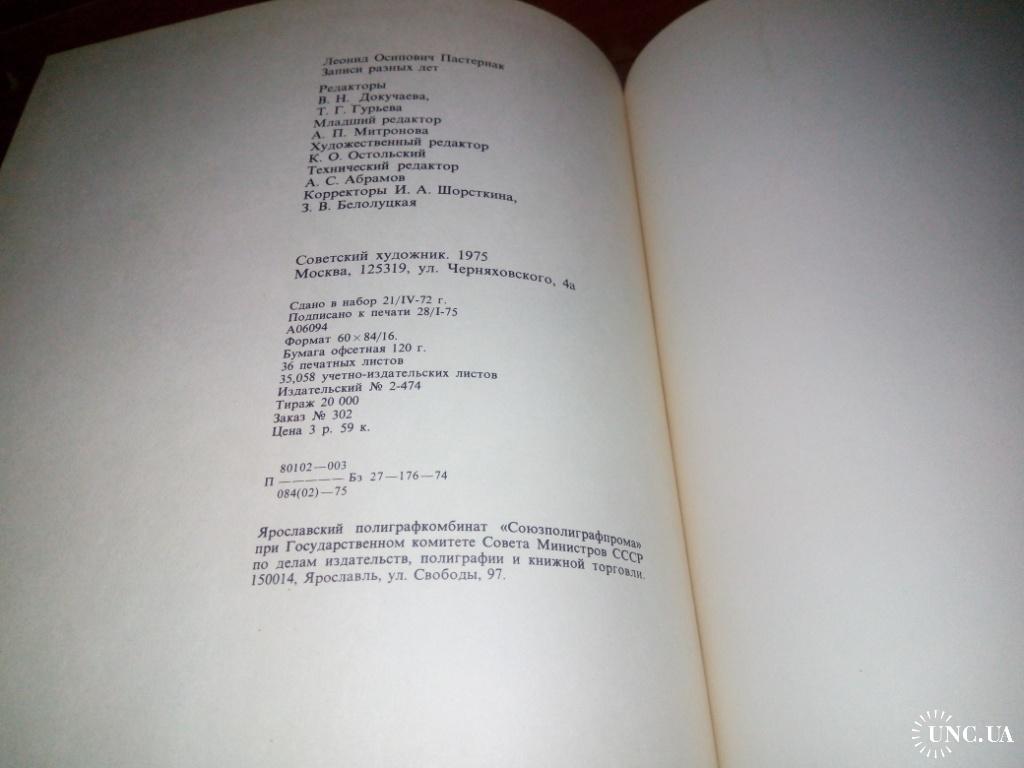 Леонид Осипович Пастернак
Записи разных лет
Редакторы
В. Н. Докучаева,
Т. Г. Гурьева
Младший редактор
А. П. Митронова
Художественный редактор
К. О. Остольский
Технический редактор
А. С. Абрамов
Корректоры И. А. Шорсткина,
З. В. Белолуцкая
Советский художник. 1975
Москва, 125319, ул. Черняховского, 4а
Сдано в набор 21/IV-72 г.
Подписано к печати 28/I-75
А06094
Формат 60×84/16.
Бумага офсетная 120 г.
36 печатных листов
35,058 учетно-издательских листов
Издательский № 2-474
Тираж 20 000
Заказ № 302
Цена 3 р. 59 к.
80102—003
П ————— Бз 27—176—74
084(02)—75
Ярославский полиграфкомбинат «Союзполиграфпрома»
при Государственном комитете Совета Министров СССР
по делам издательств, полиграфии и книжной торговли.
150014, Ярославль, ул. Свободы, 97.
UNC.UA